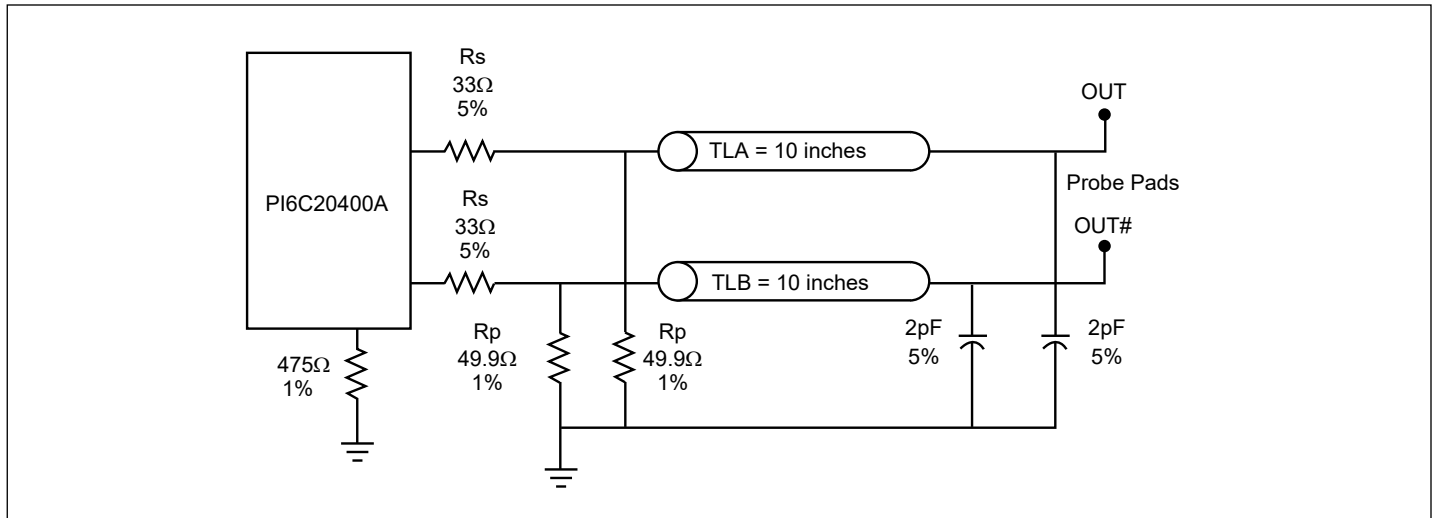 Rs
33Ω
5%
OUT
TLA = 10 inches
Probe Pads
PI6C20400A
Rs
33Ω
5%
OUT#
TLB = 10 inches
Rp
49.9Ω
1%
Rp
49.9Ω
1%
2pF
5%
2pF
5%
475Ω
1%